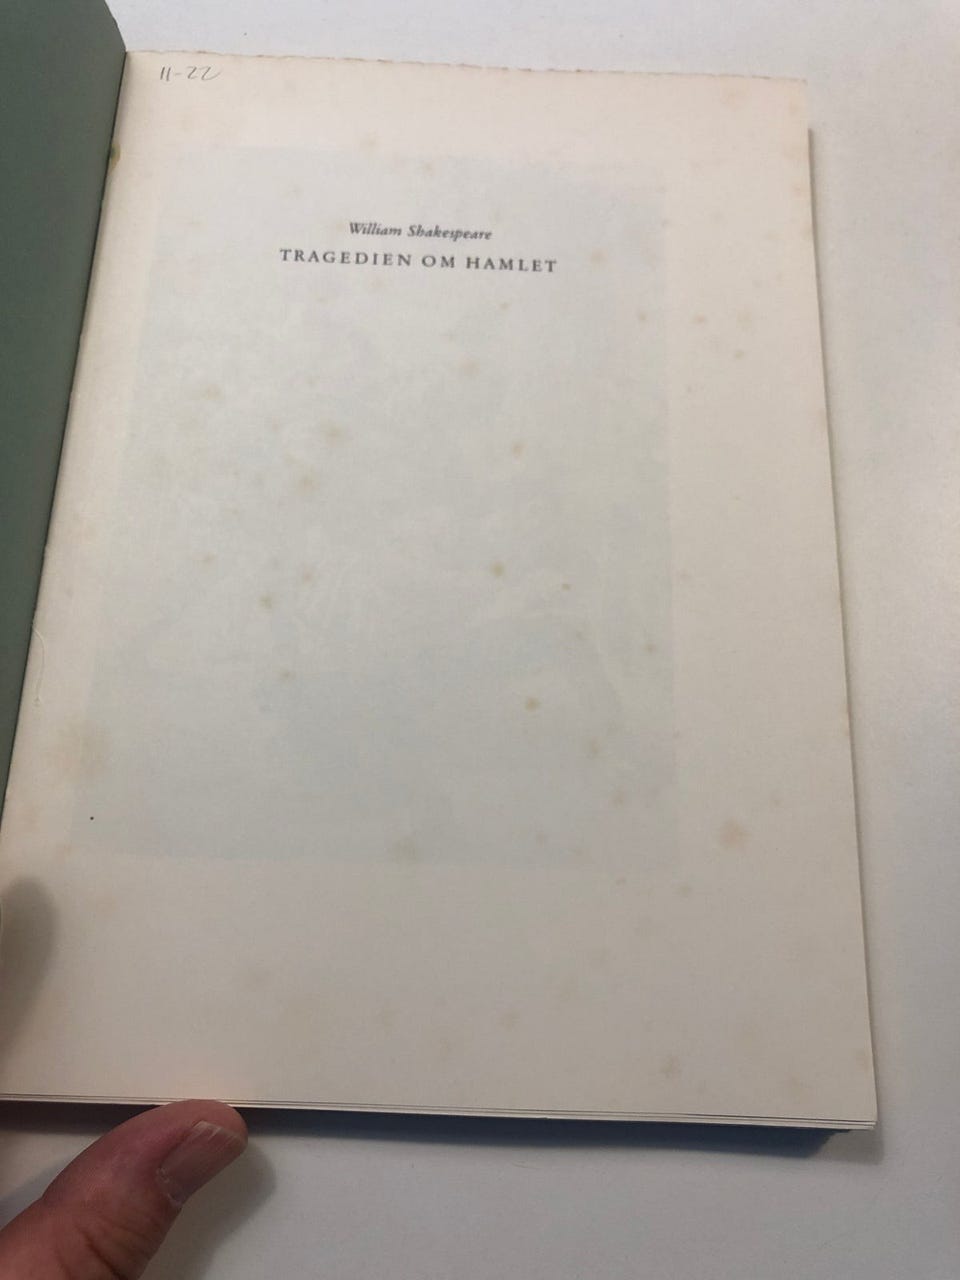 11-22
William Shakespeare
TRAGEDIEN OM HAMLET